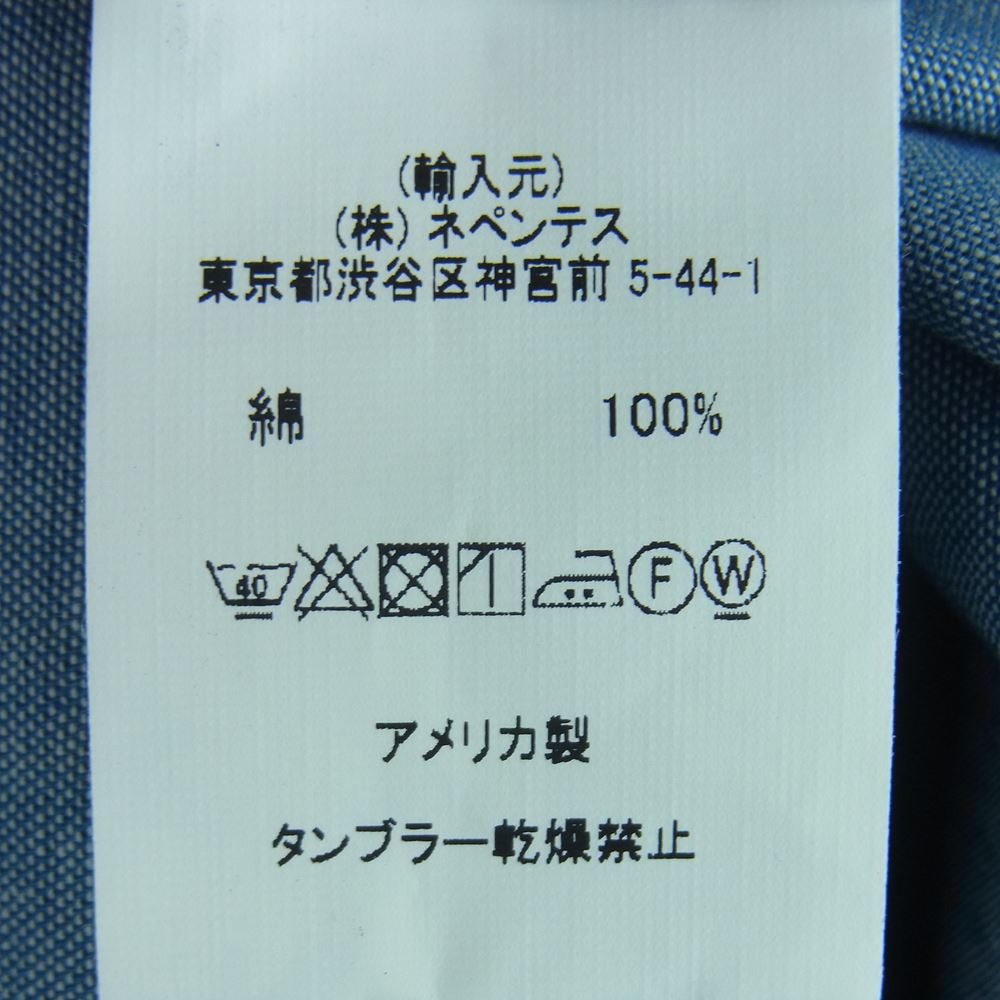 (輸入元)
(株) ネペンテス
東京都渋谷区神宮前 5-44-1
綿 100%
40 F W
アメリカ製
タンブラー乾燥禁止